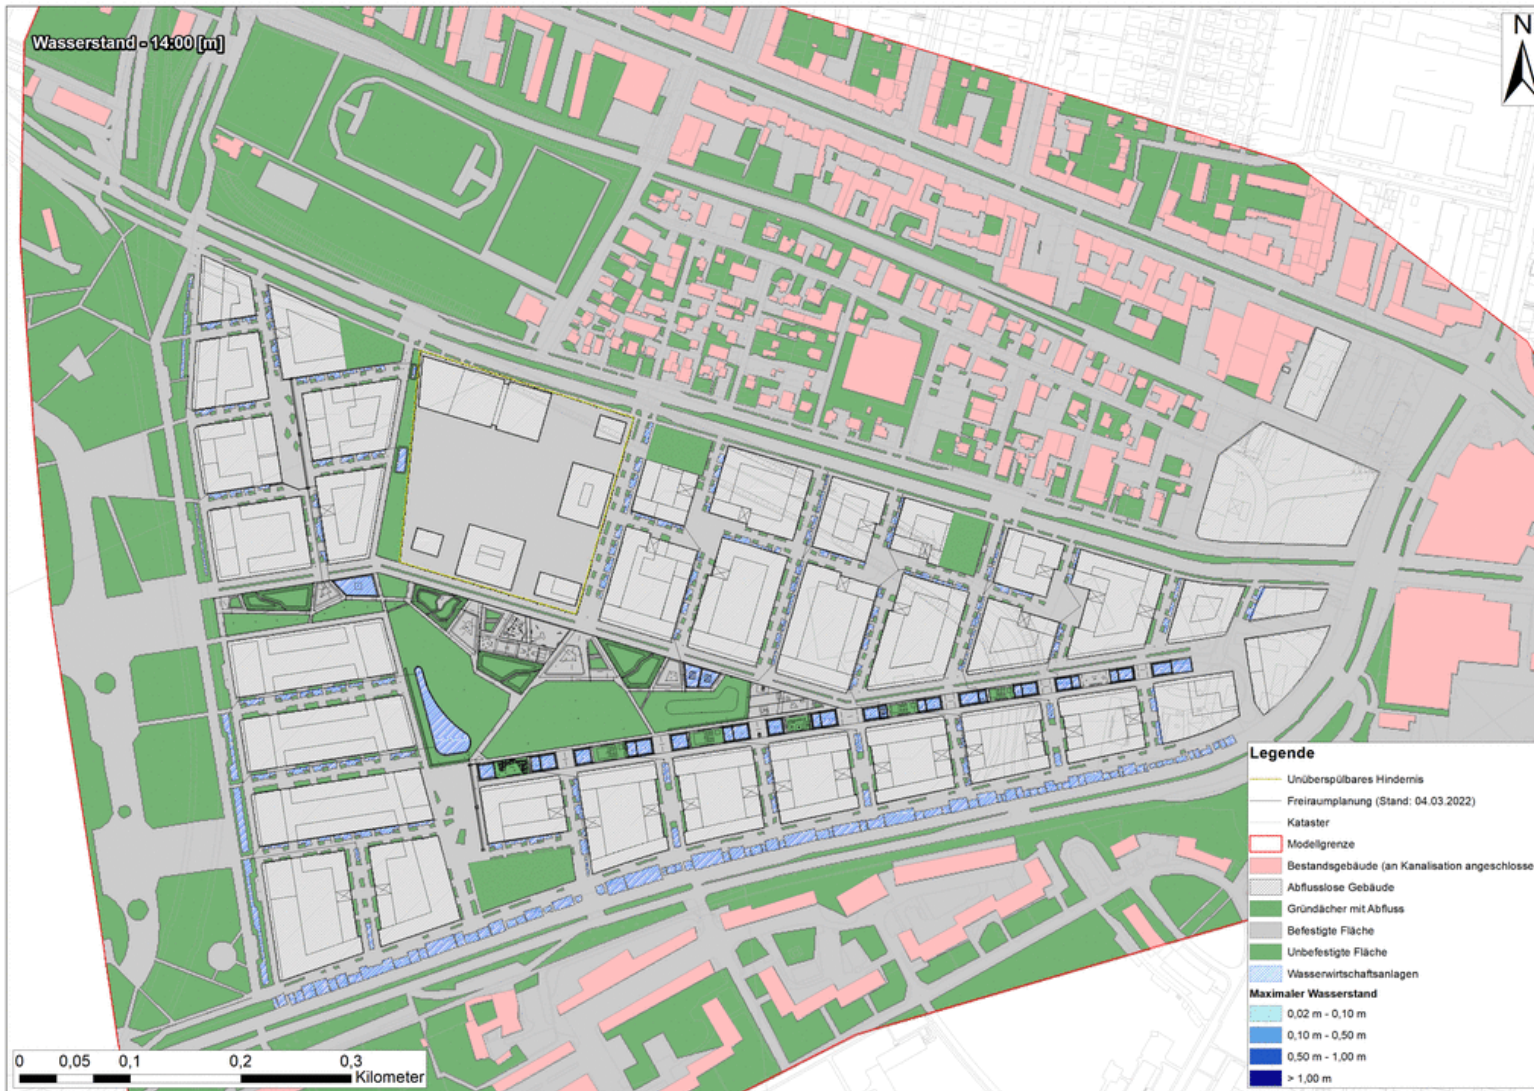 Wasserstand - 14:00 [m]
N
Legende
Unüberspülbares Hindernis
Freiraumplanung (Stand: 04.03.2022)
Kataster
Modellgrenze
Bestandsgebäude (an Kanalisation angeschlosse
Abflusslose Gebäude
Gründächer mit Abfluss
Befestigte Fläche
Unbefestigte Fläche
Wasserwirtschaftsanlagen
Maximaler Wasserstand
0,02 m - 0,10 m
0,10 m - 0,50 m
0,50 m - 1,00 m
> 1,00 m
0 0,05 0,1 0,2 0,3
Kilometer